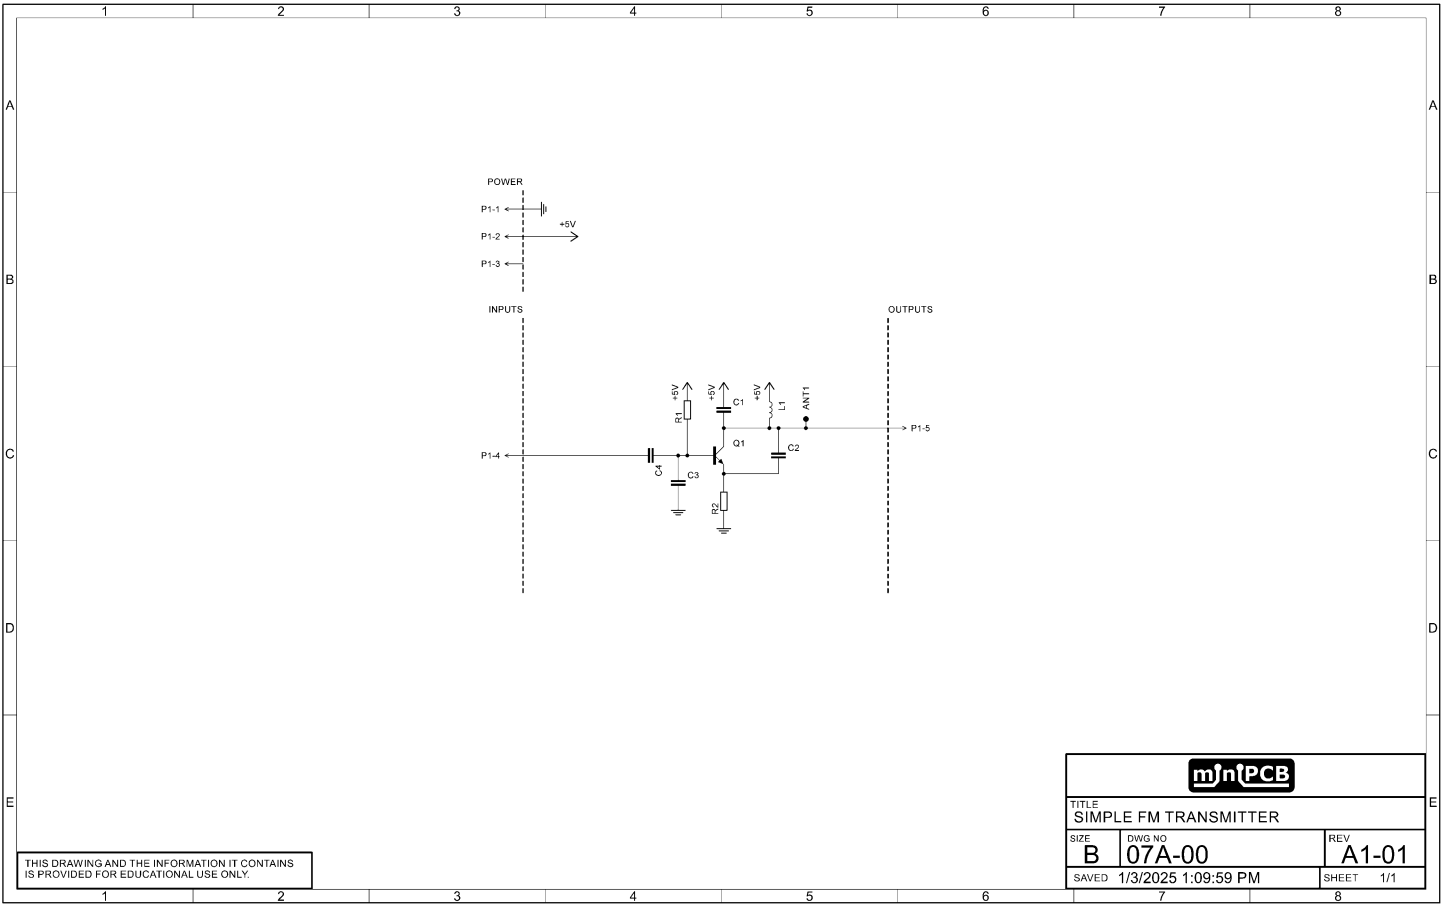 1 2 3 4 5 6 7 8
A A
POWER
P1-1
+5V
P1-2
P1-3
B B
INPUTS OUTPUTS
+5V +5V +5V ANT1
R1 C1 L1
P1-5
Q1 C2
C C
P1-4
C4 C3
R2
D D
miniPCB
TITLE
SIMPLE FM TRANSMITTER
E E
SIZE DWG NO REV
B 07A-00 A1-01
SAVED 1/3/2025 1:09:59 PM SHEET 1/1
THIS DRAWING AND THE INFORMATION IT CONTAINS
IS PROVIDED FOR EDUCATIONAL USE ONLY.
1 2 3 4 5 6 7 8